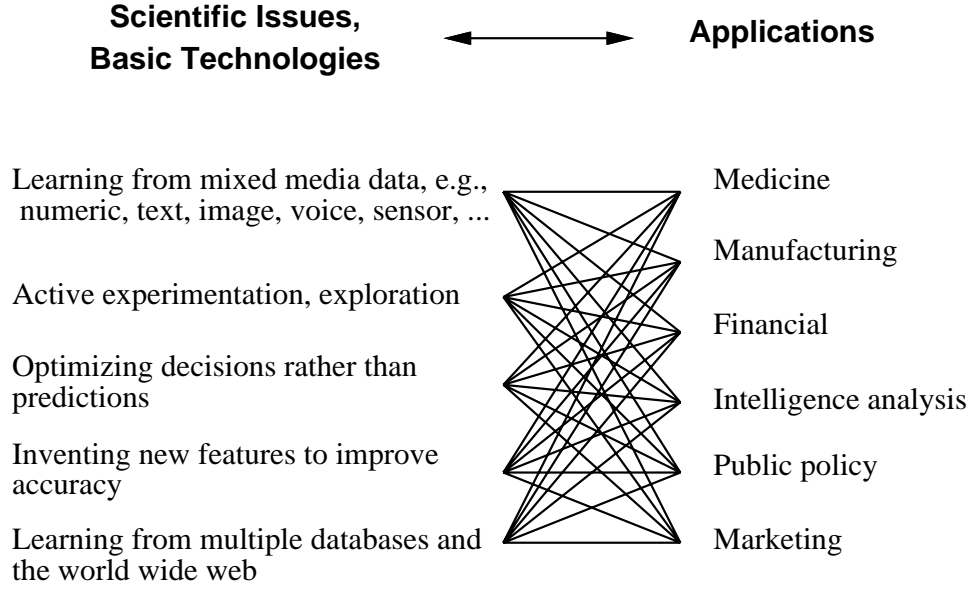 Scientific Issues,
Basic Technologies
Applications
Learning from mixed media data, e.g.,
numeric, text, image, voice, sensor, ...
Active experimentation, exploration
Optimizing decisions rather than
predictions
Inventing new features to improve
accuracy
Learning from multiple databases and
the world wide web
Medicine
Manufacturing
Financial
Intelligence analysis
Public policy
Marketing